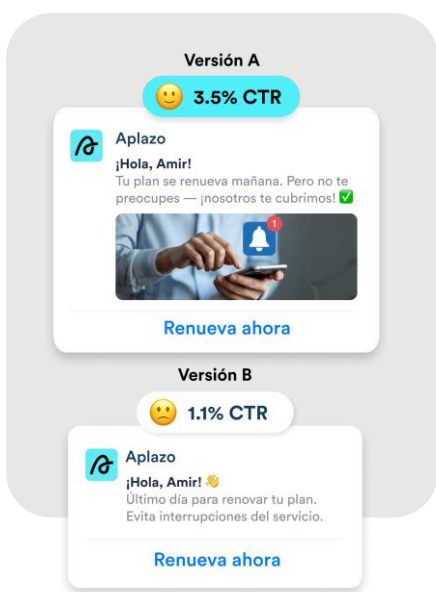 Versión A
🙂 3.5% CTR
Aplazo
¡Hola, Amir!
Tu plan se renueva mañana. Pero no te
preocupes — ¡nosotros te cubrimos! ✅
1
Renueva ahora
Versión B
🙁 1.1% CTR
Aplazo
¡Hola, Amir! 👋
Último día para renovar tu plan.
Evita interrupciones del servicio.
Renueva ahora